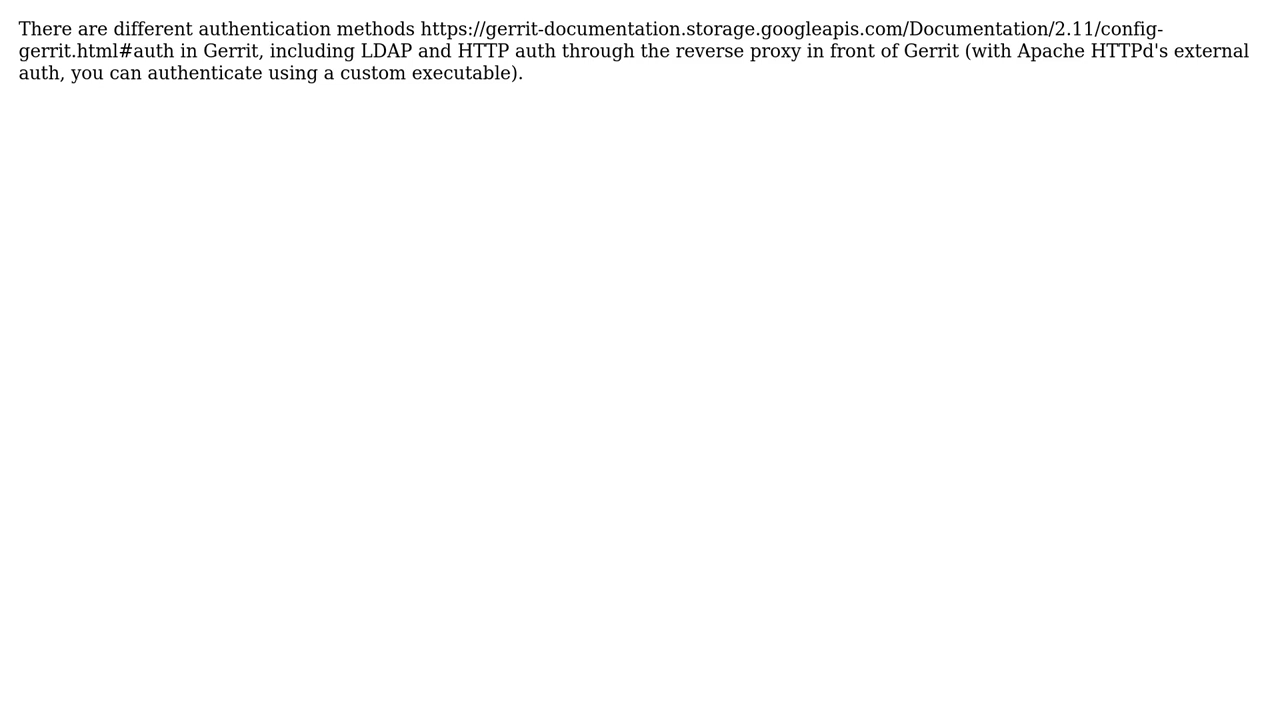 There are different authentication methods https://gerrit-documentation.storage.googleapis.com/Documentation/2.11/config-
gerrit.html#auth in Gerrit, including LDAP and HTTP auth through the reverse proxy in front of Gerrit (with Apache HTTPd's external
auth, you can authenticate using a custom executable).